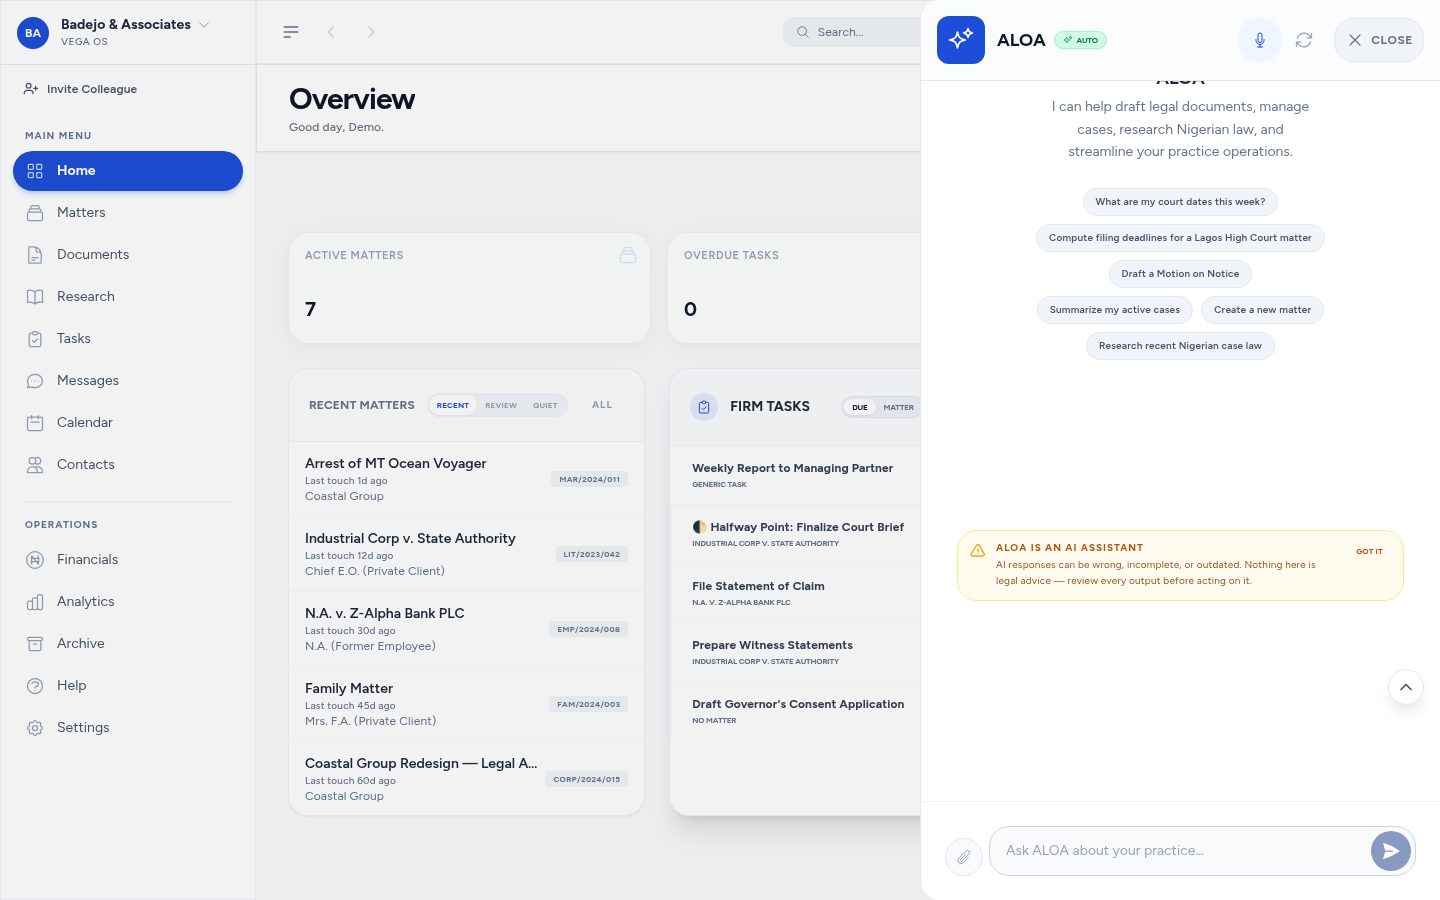 BA
Badejo & Associates
VEGA OS
Invite Colleague
MAIN MENU
Home
Matters
Documents
Research
Tasks
Messages
Calendar
Contacts
OPERATIONS
Financials
Analytics
Archive
Help
Settings
Search...
Overview
Good day, Demo.
ACTIVE MATTERS
7
OVERDUE TASKS
0
RECENT MATTERS
RECENT
REVIEW
QUIET
ALL
Arrest of MT Ocean Voyager
Last touch 1d ago
Coastal Group
MAR/2024/011
Industrial Corp v. State Authority
Last touch 12d ago
Chief E.O. (Private Client)
LIT/2023/042
N.A. v. Z-Alpha Bank PLC
Last touch 30d ago
N.A. (Former Employee)
EMP/2024/008
Family Matter
Last touch 45d ago
Mrs. F.A. (Private Client)
FAM/2024/003
Coastal Group Redesign — Legal A...
Last touch 60d ago
Coastal Group
CORP/2024/015
FIRM TASKS
DUE
MATTER
Weekly Report to Managing Partner
GENERIC TASK
🌓 Halfway Point: Finalize Court Brief
INDUSTRIAL CORP V. STATE AUTHORITY
File Statement of Claim
N.A. V. Z-ALPHA BANK PLC
Prepare Witness Statements
INDUSTRIAL CORP V. STATE AUTHORITY
Draft Governor's Consent Application
NO MATTER
ALOA
AUTO
CLOSE
ALOA
I can help draft legal documents, manage
cases, research Nigerian law, and
streamline your practice operations.
What are my court dates this week?
Compute filing deadlines for a Lagos High Court matter
Draft a Motion on Notice
Summarize my active cases
Create a new matter
Research recent Nigerian case law
ALOA IS AN AI ASSISTANT
AI responses can be wrong, incomplete, or outdated. Nothing here is
legal advice — review every output before acting on it.
GOT IT
Ask ALOA about your practice...